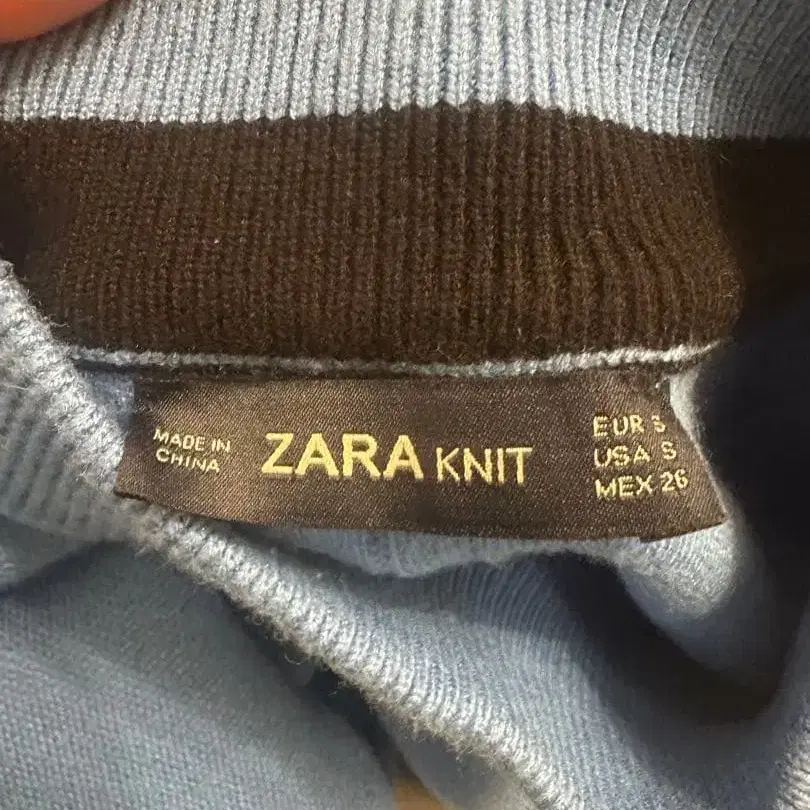 MADE IN
CHINA
ZARA KNIT
EUR S
USA S
MEX 26